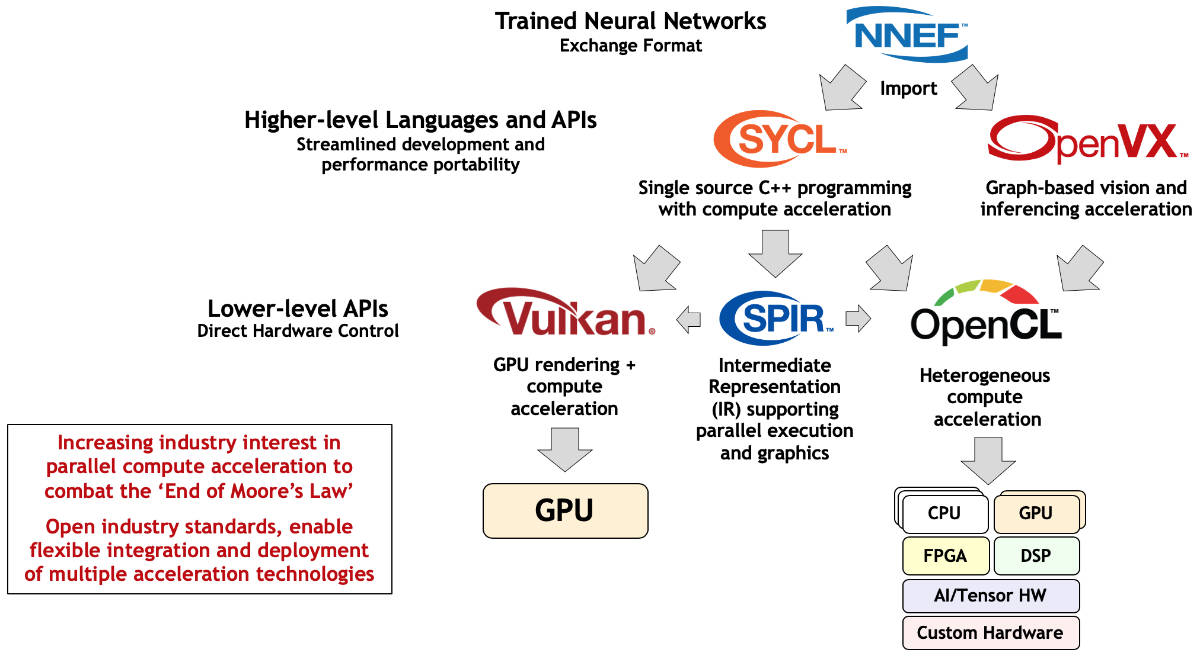 Trained Neural Networks
Exchange Format
NNEF™
Import
Higher-level Languages and APIs
Streamlined development and
performance portability
SYCL™
Single source C++ programming
with compute acceleration
OpenVX™
Graph-based vision and
inferencing acceleration
Lower-level APIs
Direct Hardware Control
Vulkan®
GPU rendering +
compute
acceleration
SPIR™
Intermediate
Representation
(IR) supporting
parallel execution
and graphics
OpenCL™
Heterogeneous
compute
acceleration
Increasing industry interest in
parallel compute acceleration to
combat the ‘End of Moore’s Law’
Open industry standards, enable
flexible integration and deployment
of multiple acceleration technologies
GPU
CPU
GPU
FPGA
DSP
AI/Tensor HW
Custom Hardware